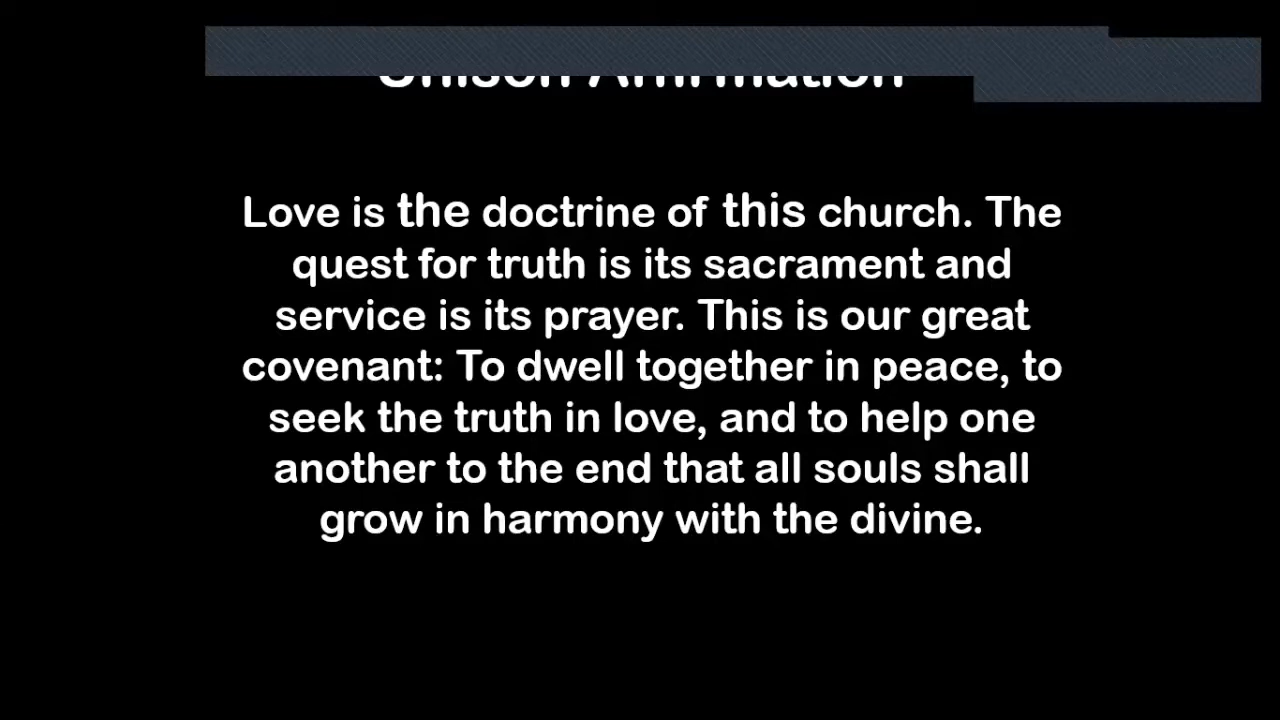 Unison Affirmation
Love is the doctrine of this church. The
quest for truth is its sacrament and
service is its prayer. This is our great
covenant: To dwell together in peace, to
seek the truth in love, and to help one
another to the end that all souls shall
grow in harmony with the divine.